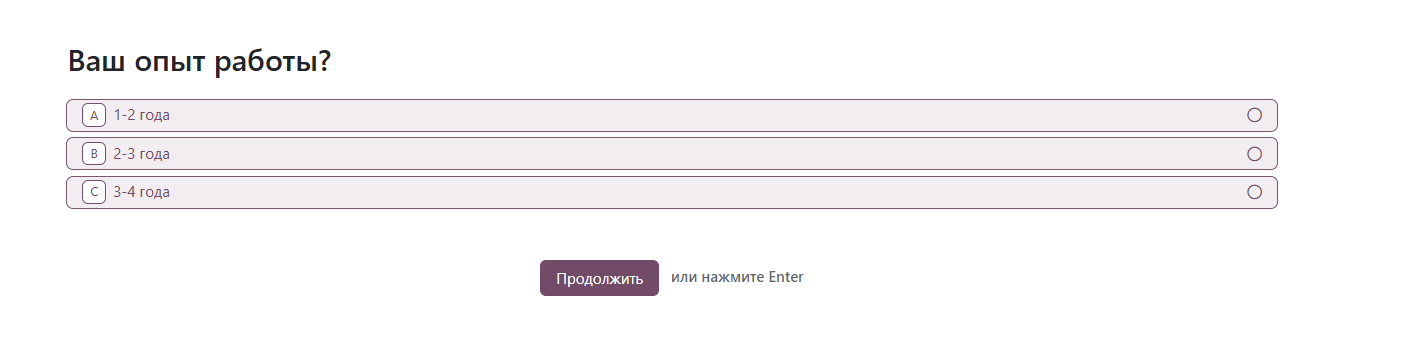 Ваш опыт работы?
A 1-2 года
B 2-3 года
C 3-4 года
Продолжить или нажмите Enter